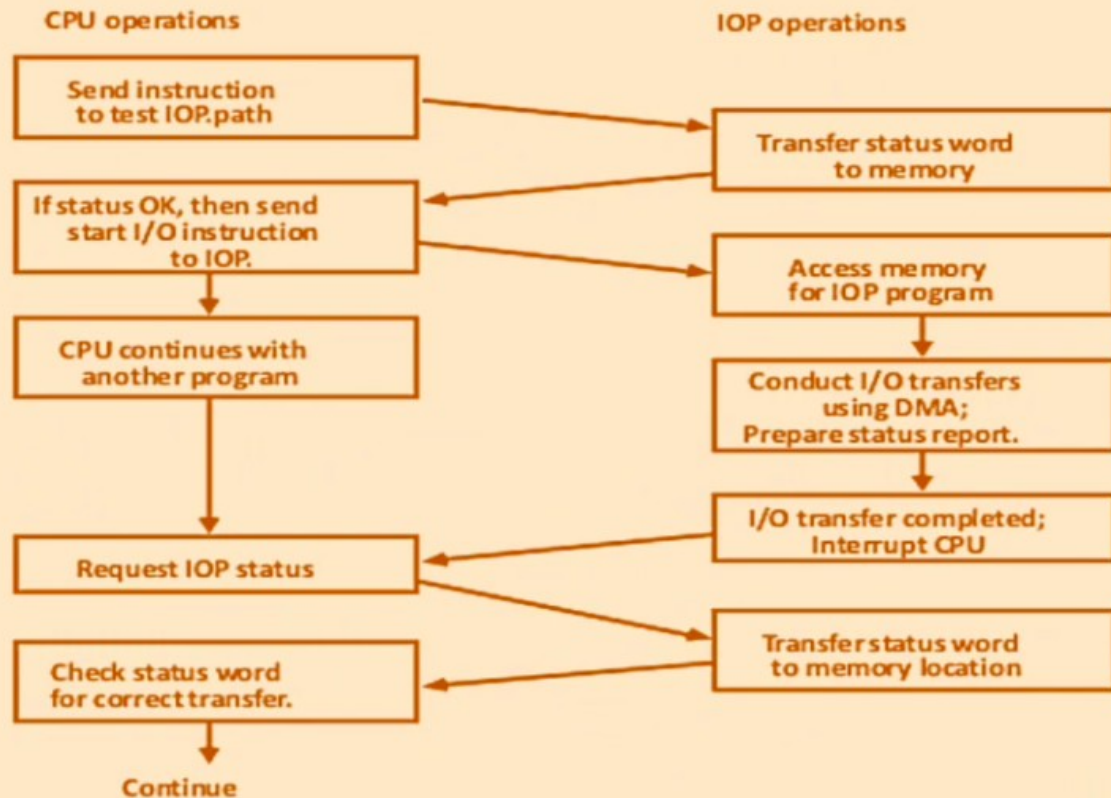 CPU operations
IOP operations
Send instruction
to test IOP.path
Transfer status word
to memory
If status OK, then send
start I/O instruction
to IOP.
Access memory
for IOP program
CPU continues with
another program
Conduct I/O transfers
using DMA;
Prepare status report.
I/O transfer completed;
Interrupt CPU
Request IOP status
Transfer status word
to memory location
Check status word
for correct transfer.
Continue